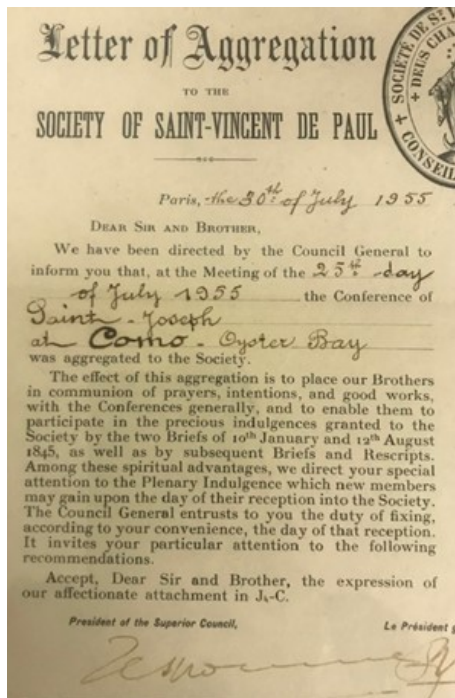 Letter of Aggregation
TO THE
SOCIETY OF SAINT-VINCENT DE PAUL
Paris, the 30th of July 1955
DEAR SIR AND BROTHER,
We have been directed by the Council General to
inform you that, at the Meeting of the 25th day
of July 1955 the Conference of
Saint-Joseph
at Como-Oyster Bay
was aggregated to the Society.
The effect of this aggregation is to place our Brothers
in communion of prayers, intentions, and good works,
with the Conferences generally, and to enable them to
participate in the precious indulgences granted to the
Society by the two Briefs of 10th January and 12th August
1845, as well as by subsequent Briefs and Rescripts.
Among these spiritual advantages, we direct your special
attention to the Plenary Indulgence which new members
may gain upon the day of their reception into the Society.
The Council General entrusts to you the duty of fixing,
according to your convenience, the day of that reception.
It invites your particular attention to the following
recommendations.
Accept, Dear Sir and Brother, the expression of
our affectionate attachment in J.-C.
President of the Superior Council, Le Président
SOCIÉTÉ DE ST
+ DEUS CHA
CONSEIL